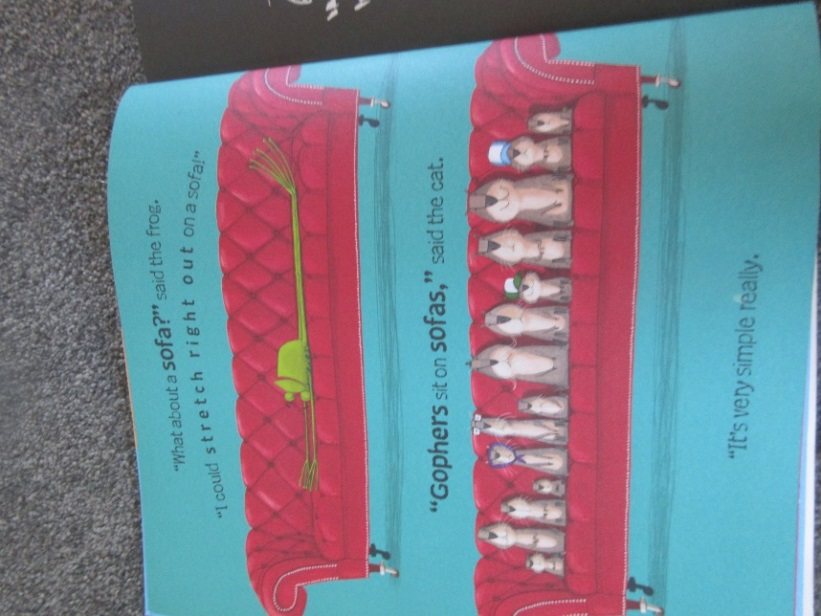 "What about a sofa?" said the frog.
"I could stretch right out on a sofa!"
"Gophers sit on sofas," said the cat.
"It's very simple really.